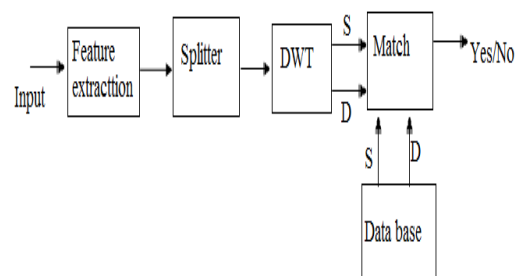 Input
Feature
extracttion
Splitter
DWT
S
D
Match
Yes/No
S
D
Data base